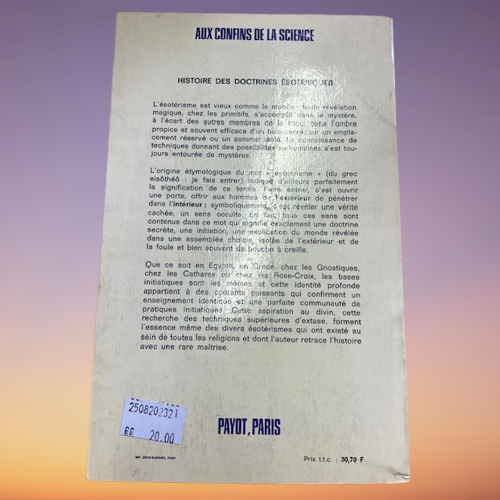 AUX CONFINS DE LA SCIENCE
HISTOIRE DES DOCTRINES ÉSOTÉRIQUES
L'ésotérisme est vieux comme le monde : toute révélation
magique, chez les primitifs, s'accomplit dans le mystère,
à l'écart des autres membres de la tribu, dans l'ombre
propice et souvent efficace d'un bois sacré, sur un empla-
cement réservé ou un sommet isolé. La connaissance de
techniques donnant des possibilités surhumaines s'est tou-
jours entourée de mystères.
L'origine étymologique du mot « ésotérisme » (du grec
eisôthéô : je fais entrer) indique d'ailleurs parfaitement
la signification de ce terme. Faire entrer, c'est ouvrir
une porte, offrir aux hommes de l'extérieur de pénétrer
dans l'intérieur ; symboliquement, c'est révéler une vérité
cachée, un sens occulte. En fait, tous ces sens sont
contenus dans ce mot qui signifie exactement une doctrine
secrète, une initiation, une explication du monde révélée
dans une assemblée choisie, isolée de l'extérieur et de
la foule et bien souvent de bouche à oreille.
Que ce soit en Egypte, en Grèce, chez les Gnostiques,
chez les Cathares ou chez les Rose-Croix, les bases
initiatiques sont les mêmes et cette identité profonde
appartient à des courants puissants qui confirment un
enseignement identique et une parfaite communauté de
pratiques initiatiques. Cette aspiration au divin, cette
recherche des techniques supérieures d'extase, forment
l'essence même des divers ésotérismes qui ont existé au
sein de toutes les religions et dont l'auteur retrace l'histoire
avec une rare maîtrise.
2508202321
££ 20.00
PAYOT, PARIS
Prix t.t.c. : 30,70 F